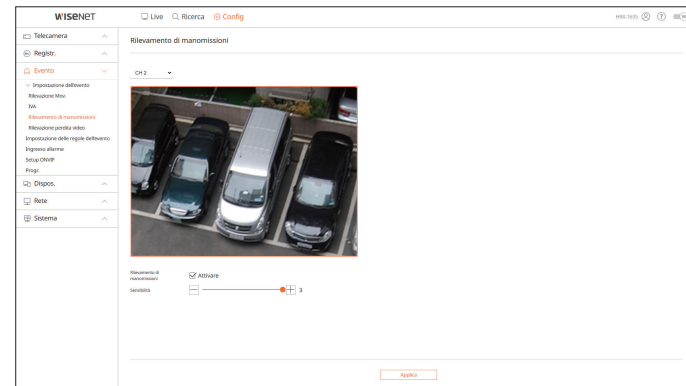 WISENET
Live Ricerca Config
HRX-1635
Telecamera
Registr.
Evento
Impostazione dell'evento
Rilevazione Mov.
IVA
Rilevamento di manomissioni
Rilevazione perdita video
Impostazione delle regole dell'evento
Ingresso allarme
Setup ONVIF
Progr.
Dispos.
Rete
Sistema
Rilevamento di manomissioni
CH 2
Rilevamento di
manomissioni
Attivare
Sensibilità
3
Applica